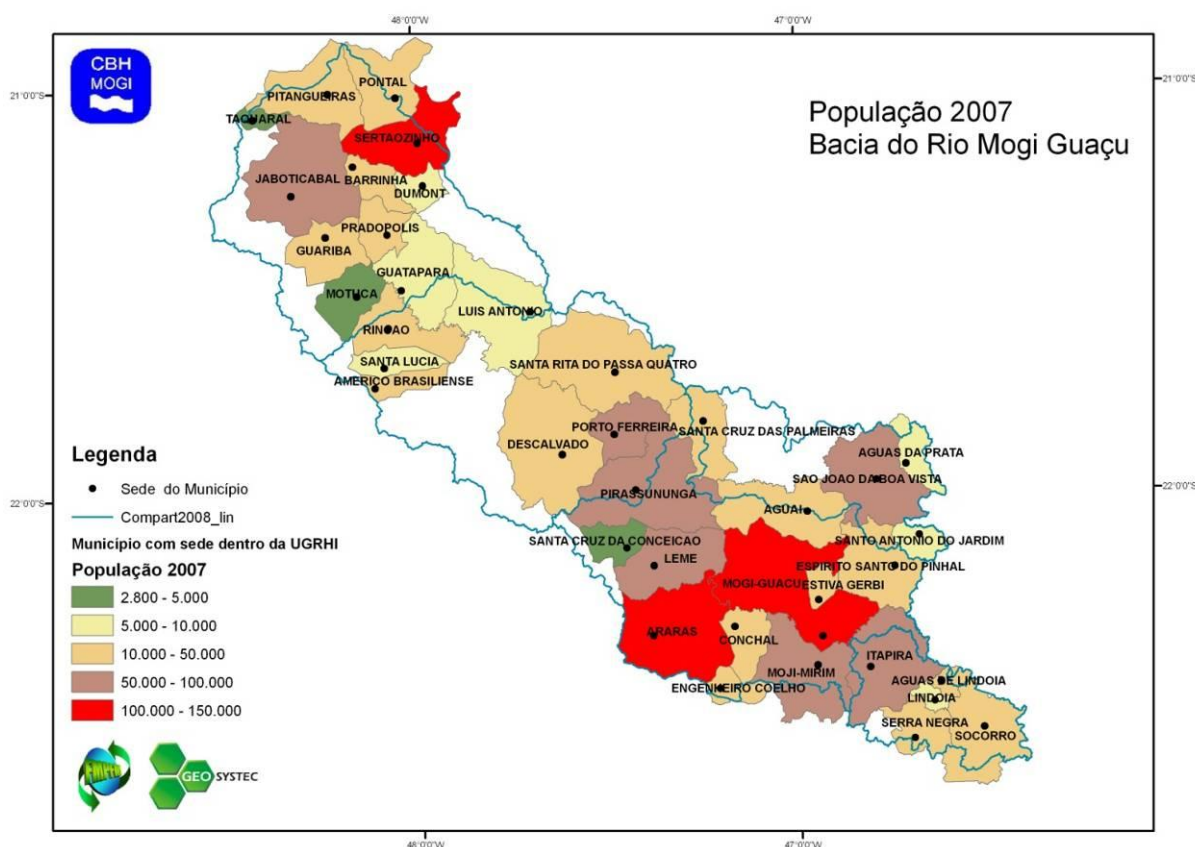 48°0'0"W
47°0'0"W
CBH
MOGI
21°0'0"S
21°0'0"S
População 2007
Bacia do Rio Mogi Guaçu
PONTAL
PITANGUEIRAS
TAQUARAL
SERTAOZINHO
JABOTICABAL
BARRINHA
DUMONT
PRADOPOLIS
GUARIBA
GUATAPARA
MOTUCA
LUIS ANTONIO
RINCAO
SANTA LUCIA
AMERICO BRASILIENSE
SANTA RITA DO PASSA QUATRO
PORTO FERREIRA
SANTA CRUZ DAS PALMEIRAS
DESCALVADO
AGUAS DA PRATA
SAO JOAO DA BOA VISTA
PIRASSUNUNGA
AGUAI
22°0'0"S
22°0'0"S
SANTA CRUZ DA CONCEICAO
SANTO ANTONIO DO JARDIM
LEME
ESPIRITO SANTO DO PINHAL
MOGI-GUACU
ESTIVA GERBI
ARARAS
CONCHAL
MOJI-MIRIM
ITAPIRA
ENGENHEIRO COELHO
AGUAS DE LINDOIA
LINDOIA
SERRA NEGRA
SOCORRO
Legenda
Sede do Município
Compart2008_lin
Município com sede dentro da UGRHI
População 2007
2.800 - 5.000
5.000 - 10.000
10.000 - 50.000
50.000 - 100.000
100.000 - 150.000
GEO SYSTEC
48°0'0"W
47°0'0"W